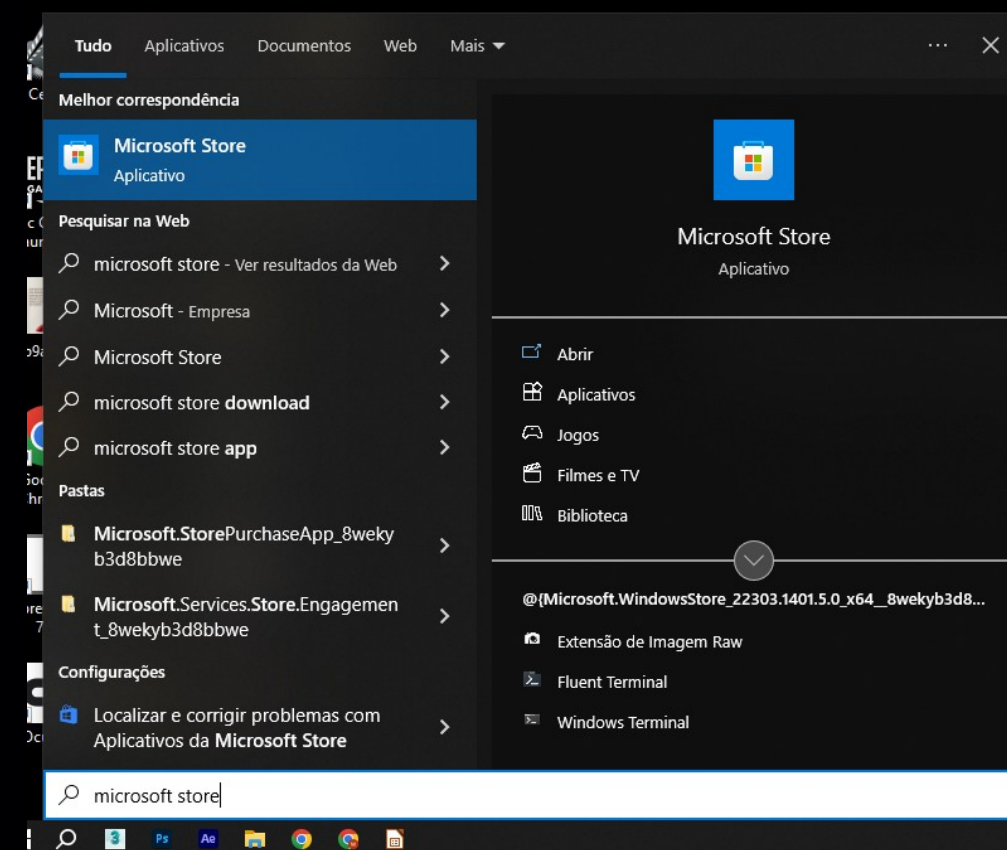 Tudo Aplicativos Documentos Web Mais
Melhor correspondência
Microsoft Store
Aplicativo
Pesquisar na Web
microsoft store - Ver resultados da Web
Microsoft - Empresa
Microsoft Store
microsoft store download
microsoft store app
Pastas
Microsoft.StorePurchaseApp_8weky
b3d8bbwe
Microsoft.Services.Store.Engagemen
t_8wekyb3d8bbwe
Configurações
Localizar e corrigir problemas com
Aplicativos da Microsoft Store
microsoft store
Microsoft Store
Aplicativo
Abrir
Aplicativos
Jogos
Filmes e TV
Biblioteca
@{Microsoft.WindowsStore_22303.1401.5.0_x64__8wekyb3d8...
Extensão de Imagem Raw
Fluent Terminal
Windows Terminal
3 Ps Ae